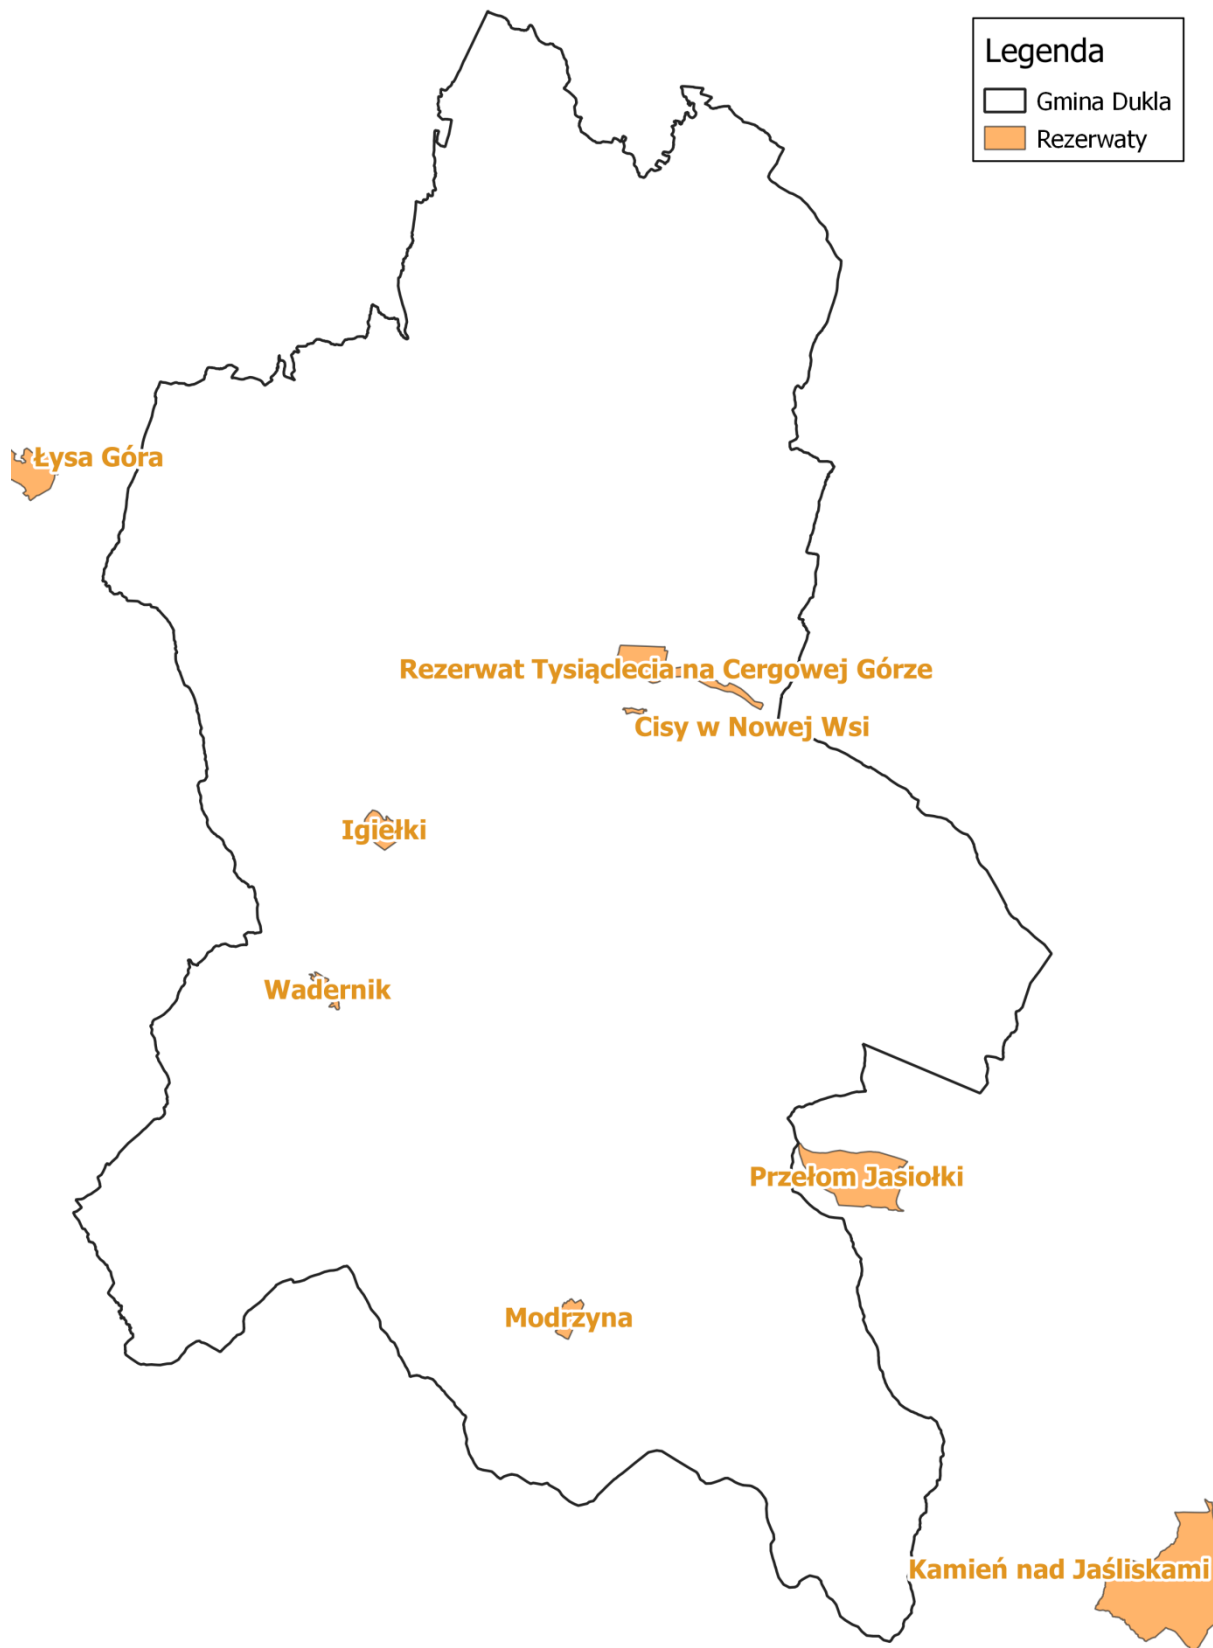 Legenda
Gmina Dukla
Rezerwaty
Łysa Góra
Rezerwat Tysiąclecia na Cergowej Górze
Cisy w Nowej Wsi
Igiełki
Wadernik
Przełom Jasiołki
Modrzyna
Kamień nad Jaśliskami